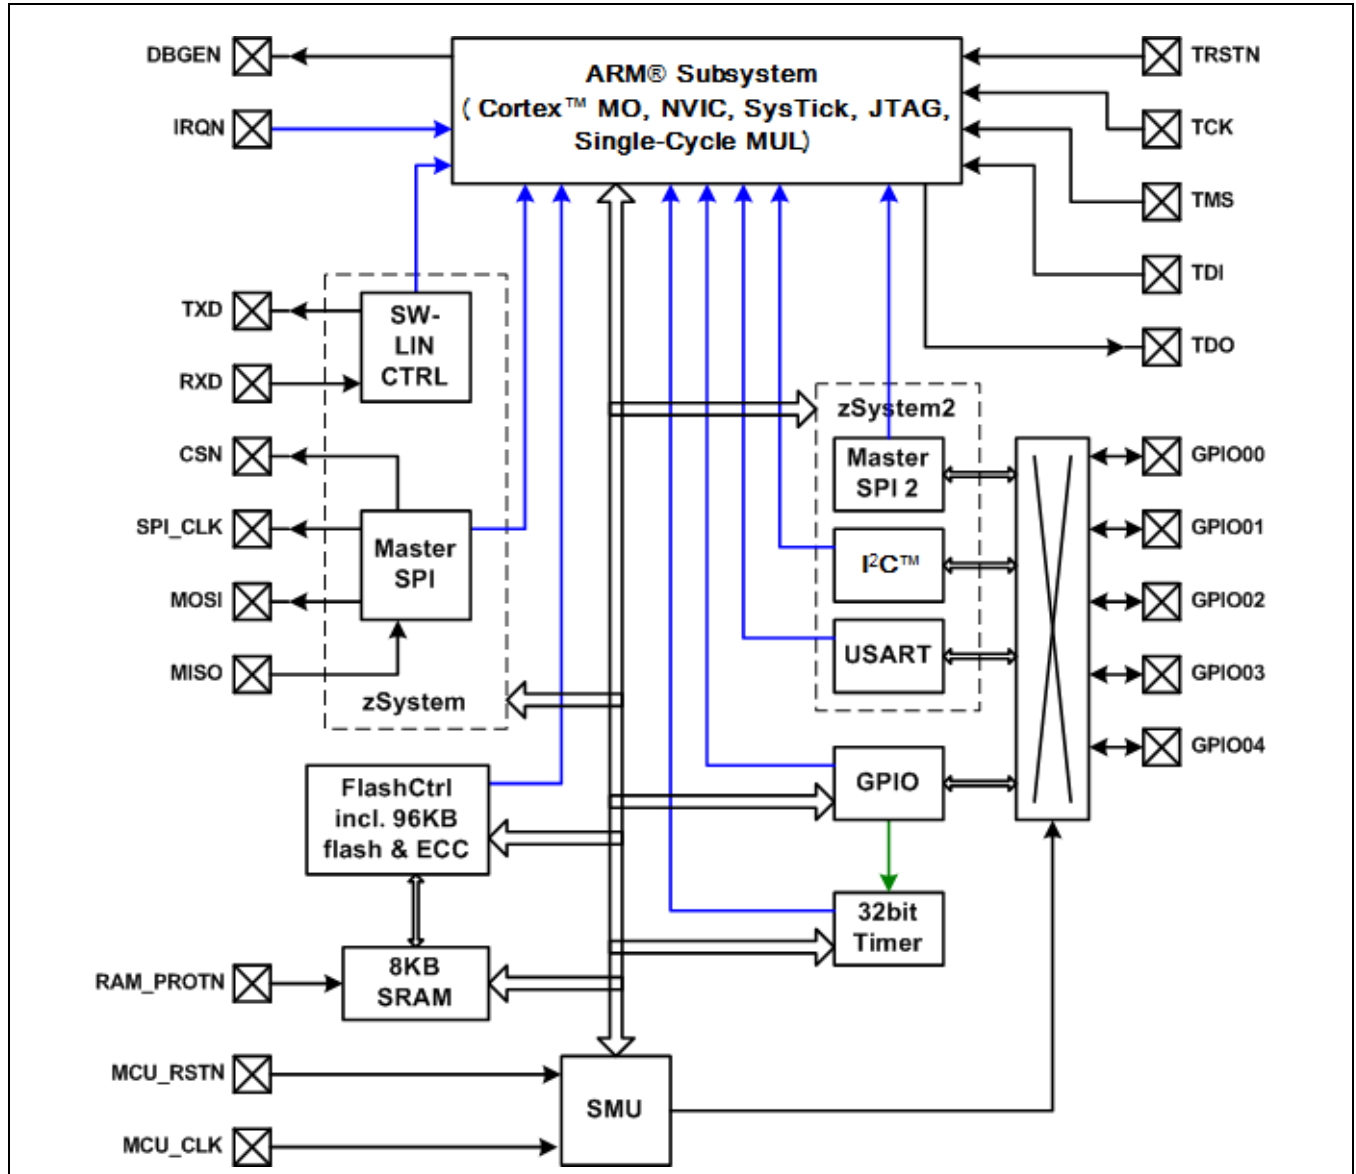 DBGEN
IRQN
ARM® Subsystem
( Cortex™ MO, NVIC, SysTick, JTAG,
Single-Cycle MUL)
TRSTN
TCK
TMS
TDI
TDO
TXD
RXD
SW-
LIN
CTRL
CSN
SPI_CLK
MOSI
MISO
Master
SPI
zSystem
zSystem2
Master
SPI 2
I²C™
USART
GPIO00
GPIO01
GPIO02
GPIO03
GPIO04
FlashCtrl
incl. 96KB
flash & ECC
GPIO
32bit
Timer
RAM_PROTN
8KB
SRAM
MCU_RSTN
MCU_CLK
SMU